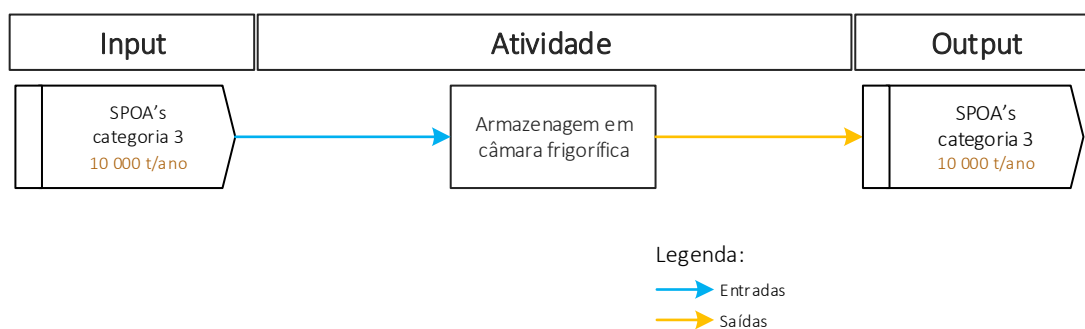 Input
Atividade
Output
SPOA's
categoria 3
10 000 t/ano
Armazenagem em
câmara frigorífica
SPOA's
categoria 3
10 000 t/ano
Legenda:
Entradas
Saídas